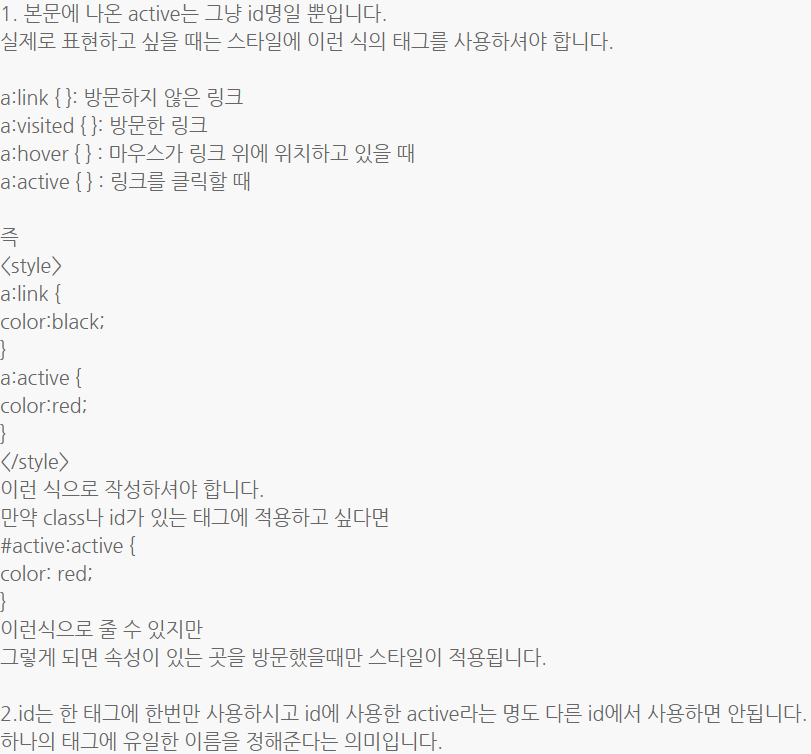 1. 본문에 나온 active는 그냥 id명일 뿐입니다.
실제로 표현하고 싶을 때는 스타일에 이런 식의 태그를 사용하셔야 합니다.
a:link { }: 방문하지 않은 링크
a:visited { }: 방문한 링크
a:hover { } : 마우스가 링크 위에 위치하고 있을 때
a:active { } : 링크를 클릭할 때
즉
<style>
a:link {
color:black;
}
a:active {
color:red;
}
</style>
이런 식으로 작성하셔야 합니다.
만약 class나 id가 있는 태그에 적용하고 싶다면
#active:active {
color: red;
}
이런식으로 줄 수 있지만
그렇게 되면 속성이 있는 곳을 방문했을때만 스타일이 적용됩니다.
2.id는 한 태그에 한번만 사용하시고 id에 사용한 active라는 명도 다른 id에서 사용하면 안됩니다.
하나의 태그에 유일한 이름을 정해준다는 의미입니다.